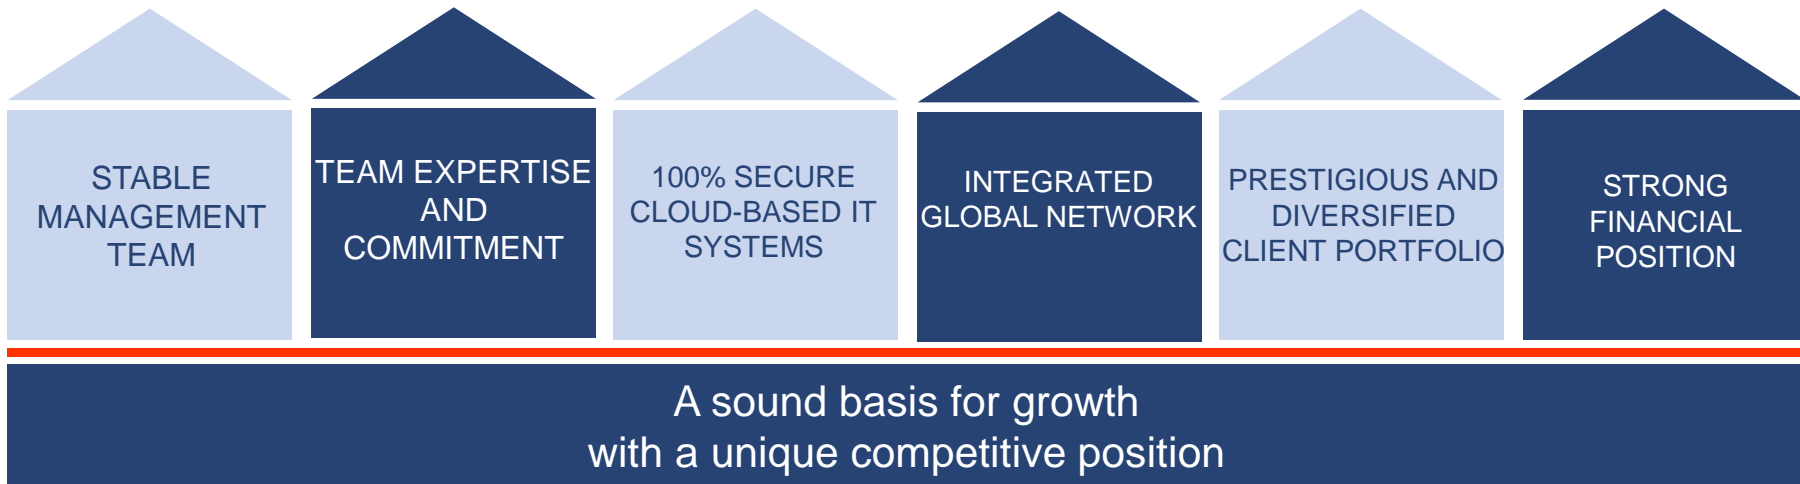 STABLE
MANAGEMENT
TEAM
TEAM EXPERTISE
AND
COMMITMENT
100% SECURE
CLOUD-BASED IT
SYSTEMS
INTEGRATED
GLOBAL NETWORK
PRESTIGIOUS AND
DIVERSIFIED
CLIENT PORTFOLIO
STRONG
FINANCIAL
POSITION
A sound basis for growth
with a unique competitive position